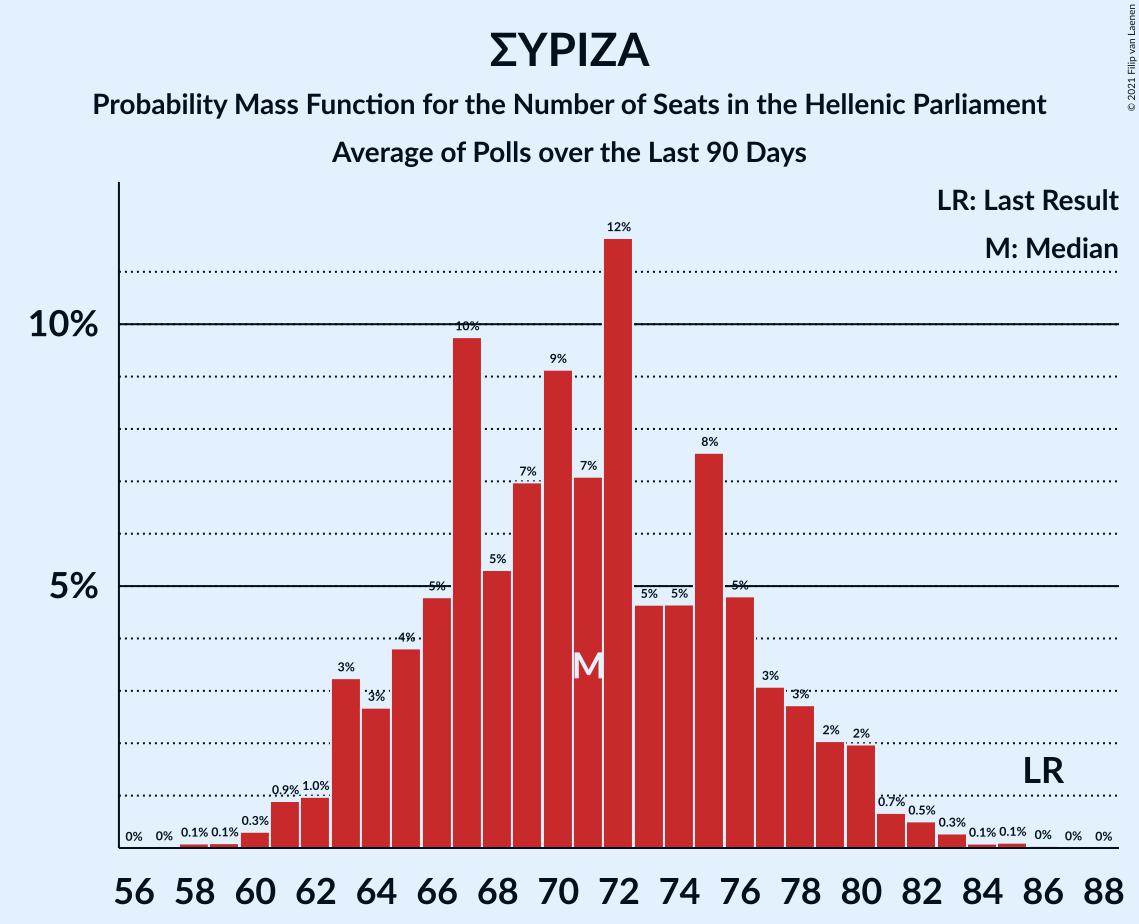 ΣΥΡΙΖΑ
Probability Mass Function for the Number of Seats in the Hellenic Parliament
Average of Polls over the Last 90 Days
© 2021 Filip van Laenen
LR: Last Result
M: Median
10%
5%
0% 0% 0.1% 0.1% 0.3% 0.9% 1.0% 3% 3% 4% 5% 10% 5% 7% 9% 7% 12% 5% 5% 8% 5% 3% 3% 2% 2% 0.7% 0.5% 0.3% 0.1% 0.1% 0% 0% 0%
M
LR
56 58 60 62 64 66 68 70 72 74 76 78 80 82 84 86 88